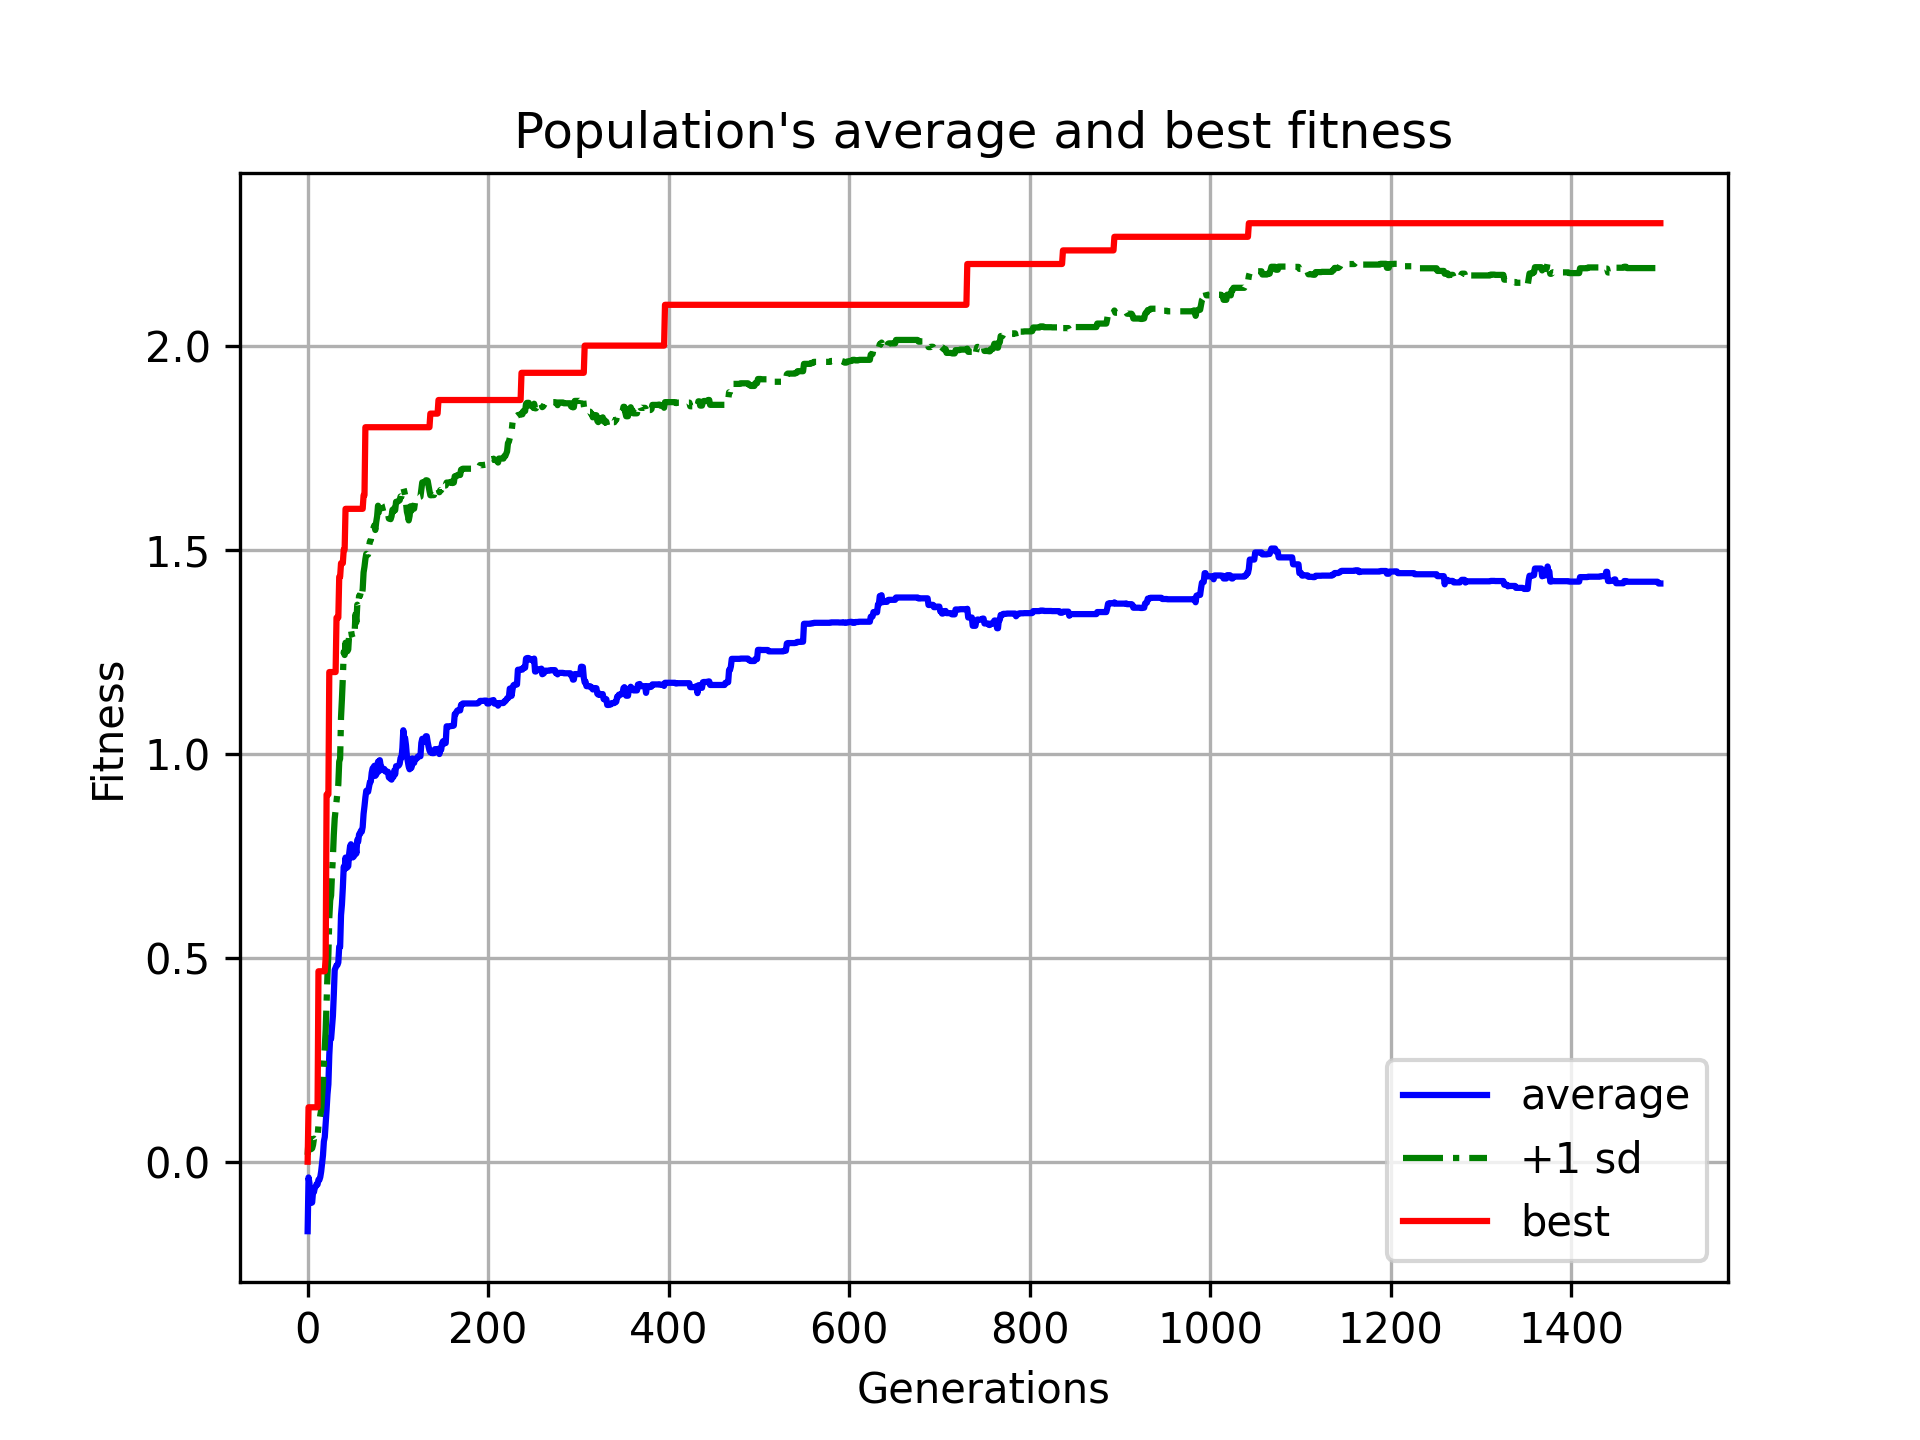 Population's average and best fitness
Fitness
2.0
1.5
1.0
0.5
0.0
0 200 400 600 800 1000 1200 1400
Generations
average
+1 sd
best